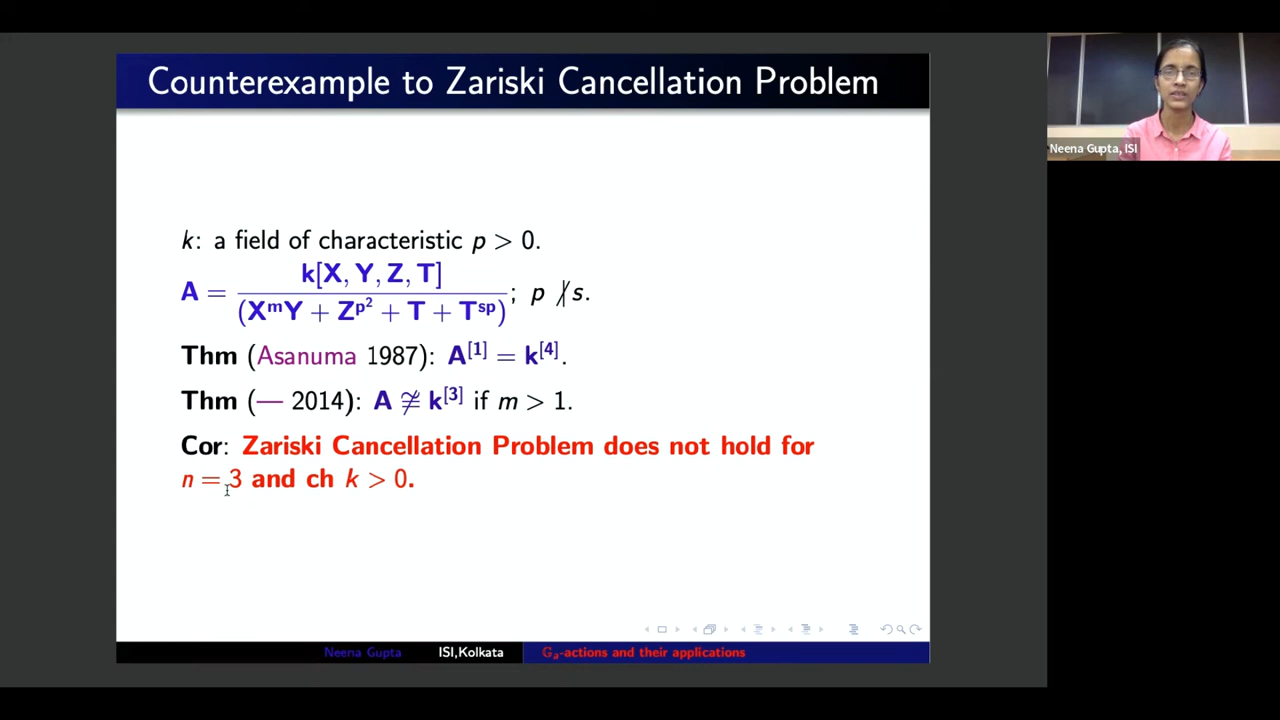 Counterexample to Zariski Cancellation Problem
Neena Gupta, ISI
k: a field of characteristic p > 0.
A = k[X, Y, Z, T] / (X^mY + Z^{p^2} + T + T^{sp}) ; p ∤ s.
Thm (Asanuma 1987): A^[1] = k^[4].
Thm (— 2014): A ≇ k^[3] if m > 1.
Cor: Zariski Cancellation Problem does not hold for
n = 3 and ch k > 0.
Neena Gupta ISI,Kolkata G_a-actions and their applications